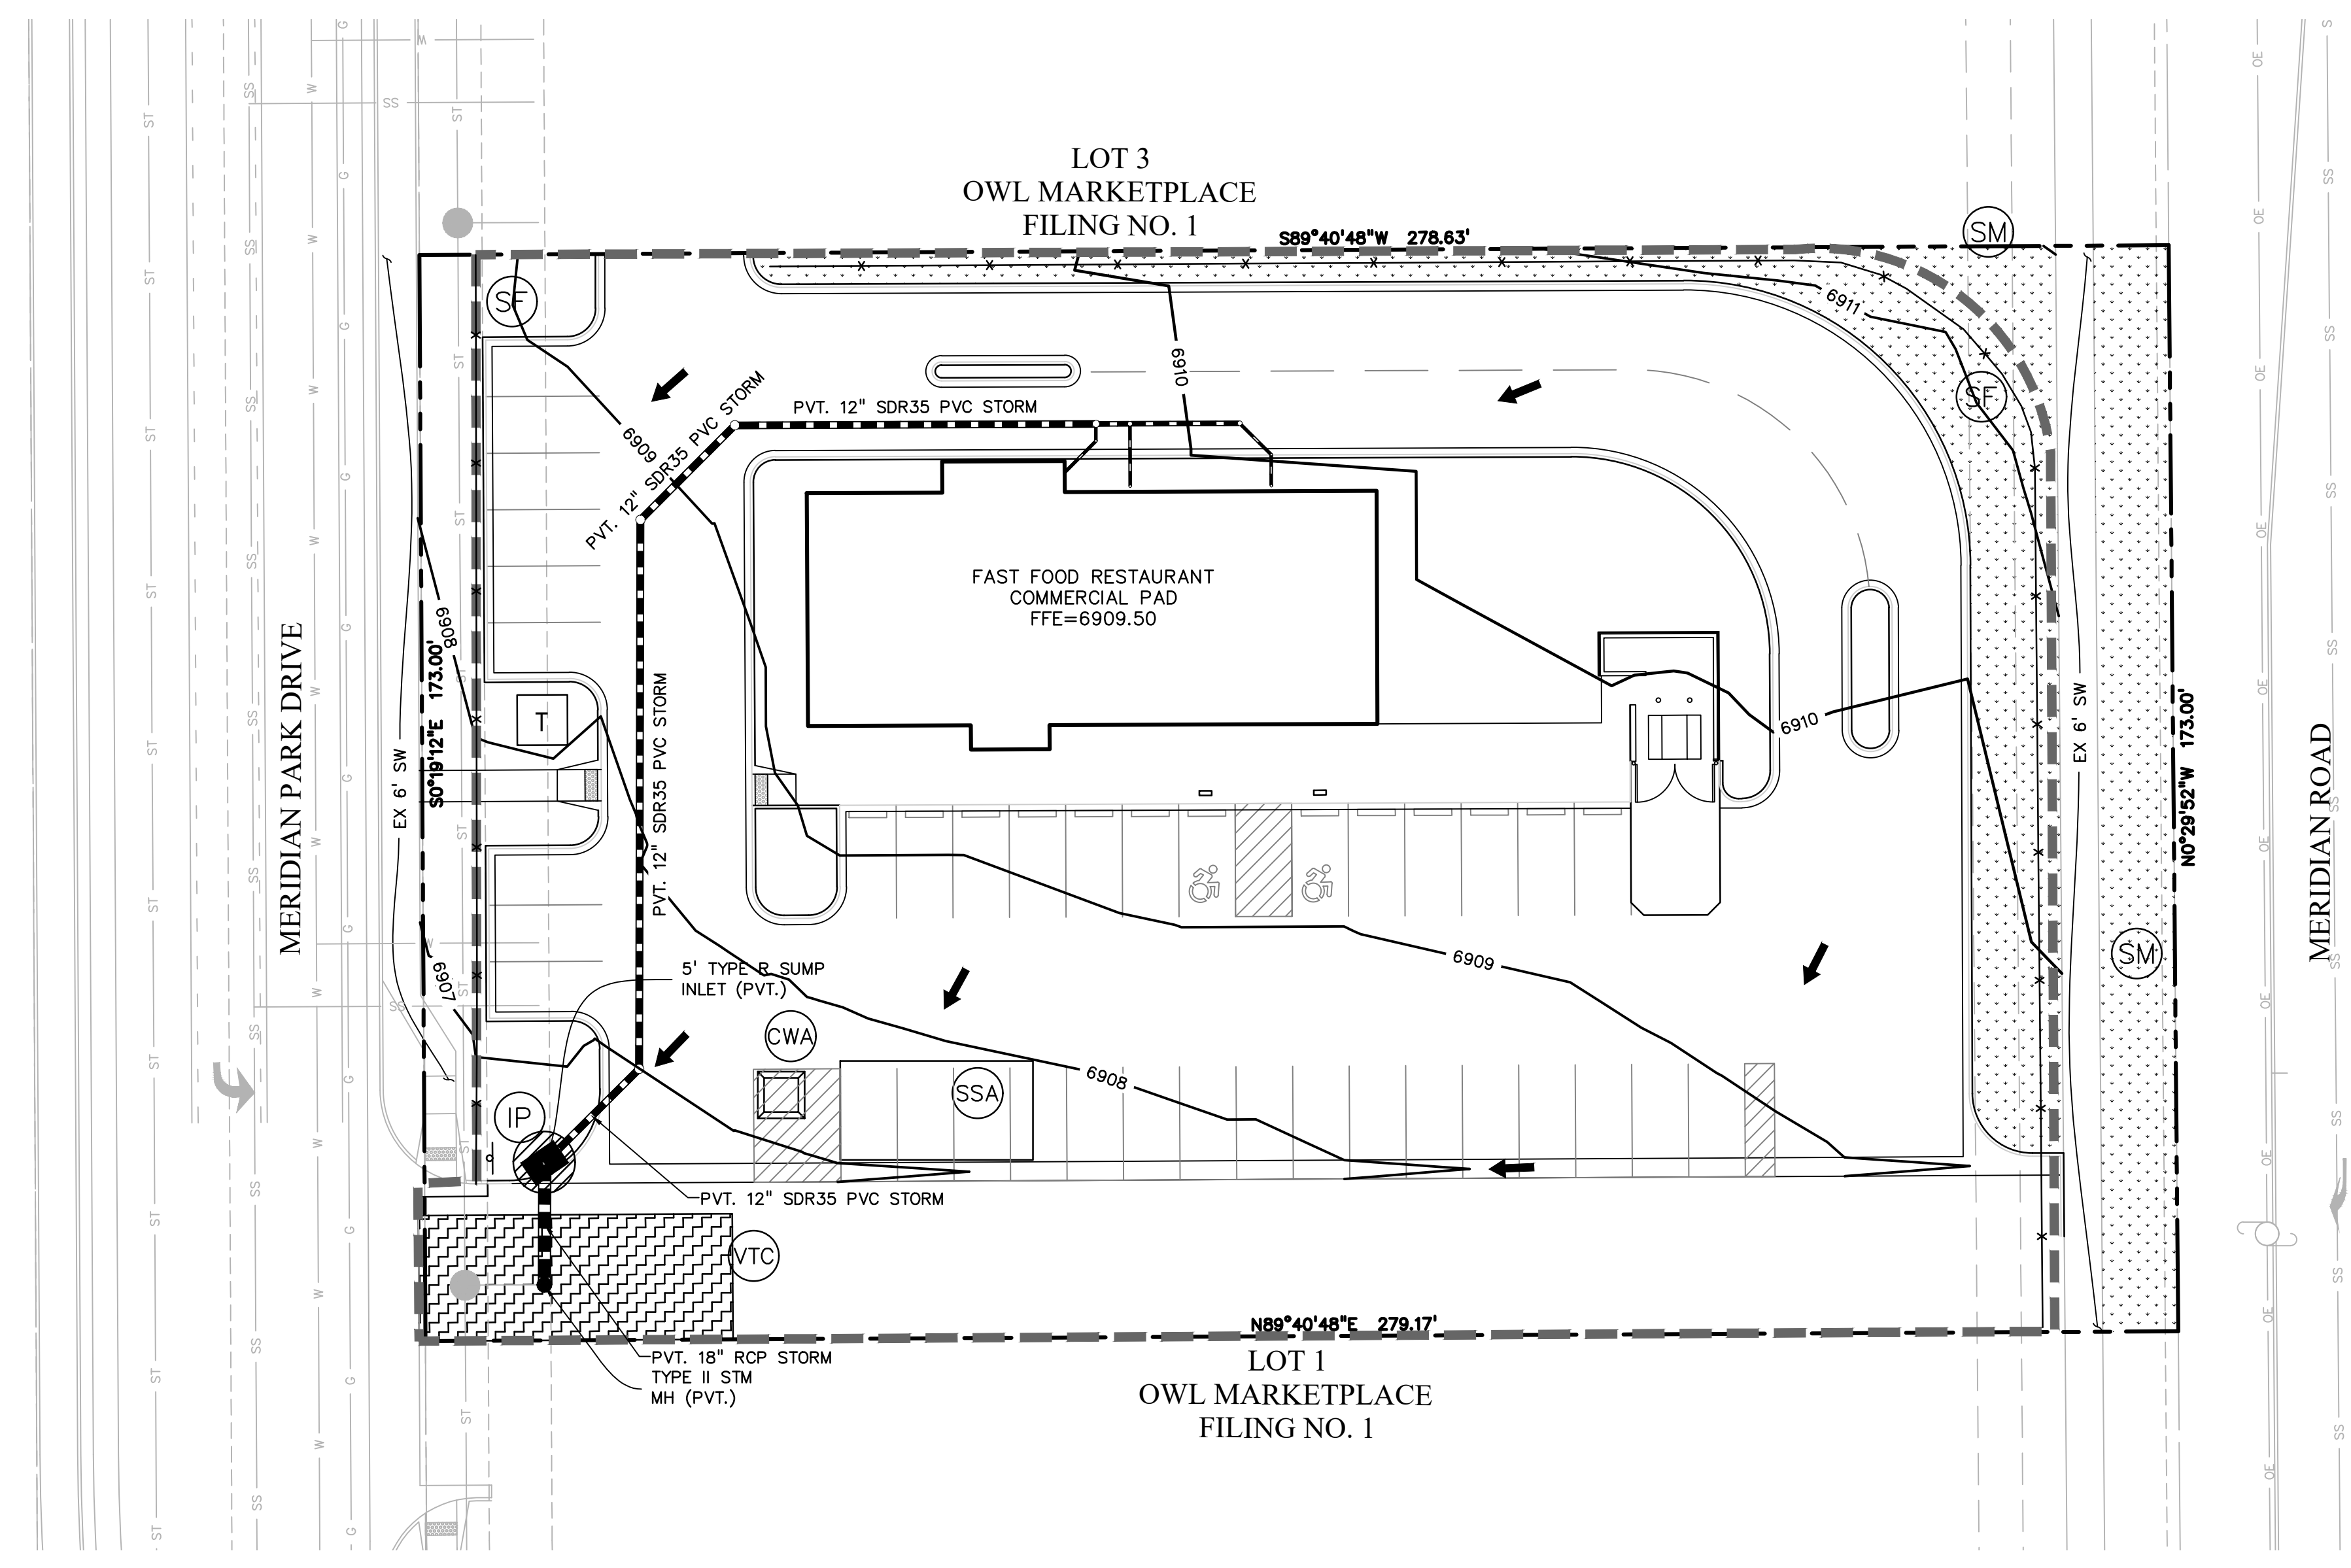 LOT 3
OWL MARKETPLACE
FILING NO. 1
S89°40'48"W 278.63'
SM
SF
6911
6910
PVT. 12" SDR35 PVC STORM
PVT. 12" SDR35 PVC STORM
6909
SF
FAST FOOD RESTAURANT
COMMERCIAL PAD
FFE=6909.50
MERIDIAN PARK DRIVE
EX 6' SW
S0°19'12"E 173.00'
6908
T
PVT. 12" SDR35 PVC STORM
6910
EX 6' SW
N0°29'52"W 173.00'
MERIDIAN ROAD
6907
5' TYPE R SUMP
INLET (PVT.)
6909
SM
CWA
SSA
6908
IP
PVT. 12" SDR35 PVC STORM
VTC
N89°40'48"E 279.17'
PVT. 18" RCP STORM
TYPE II STM
MH (PVT.)
LOT 1
OWL MARKETPLACE
FILING NO. 1
ST
SS
W
G
OE